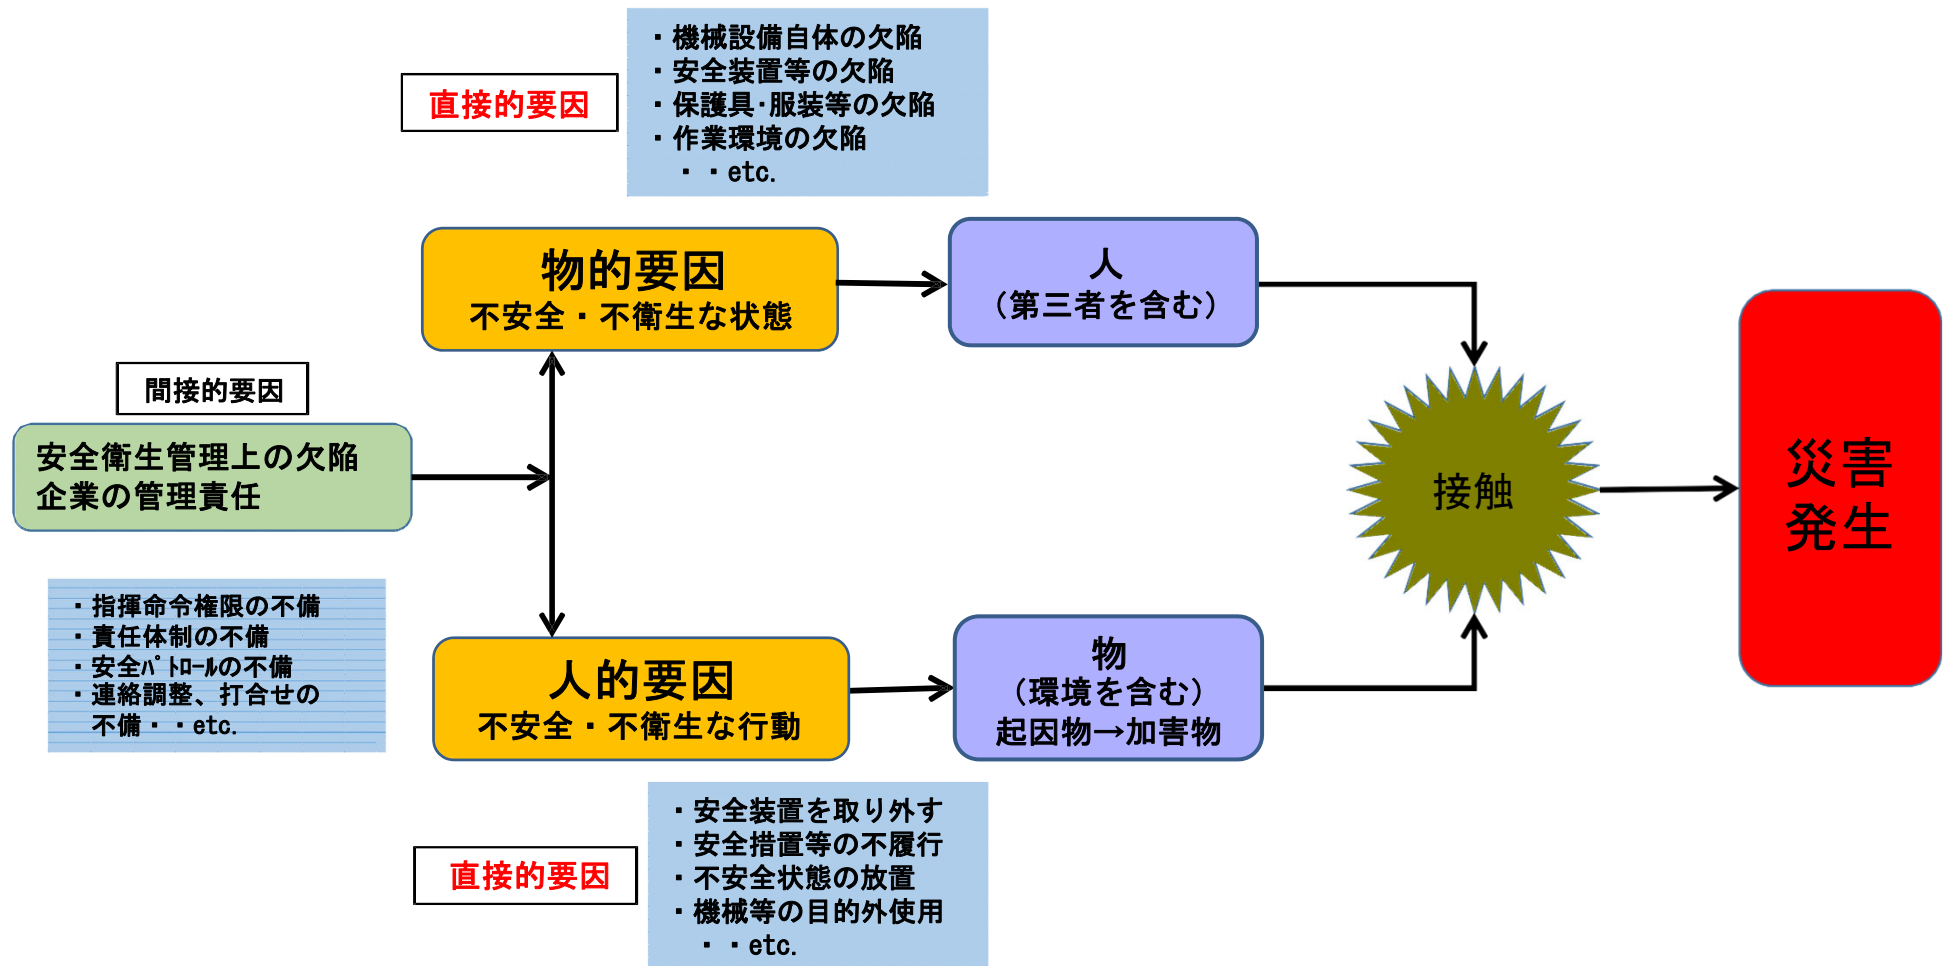 直接的要因
・機械設備自体の欠陥
・安全装置等の欠陥
・保護具・服装等の欠陥
・作業環境の欠陥
・・etc.
物的要因
不安全・不衛生な状態
人
（第三者を含む）
間接的要因
安全衛生管理上の欠陥
企業の管理責任
・指揮命令権限の不備
・責任体制の不備
・安全ﾊﾟﾄﾛｰﾙの不備
・連絡調整、打合せの
不備・・etc.
人的要因
不安全・不衛生な行動
物
（環境を含む）
起因物→加害物
接触
災害
発生
直接的要因
・安全装置を取り外す
・安全措置等の不履行
・不安全状態の放置
・機械等の目的外使用
・・etc.